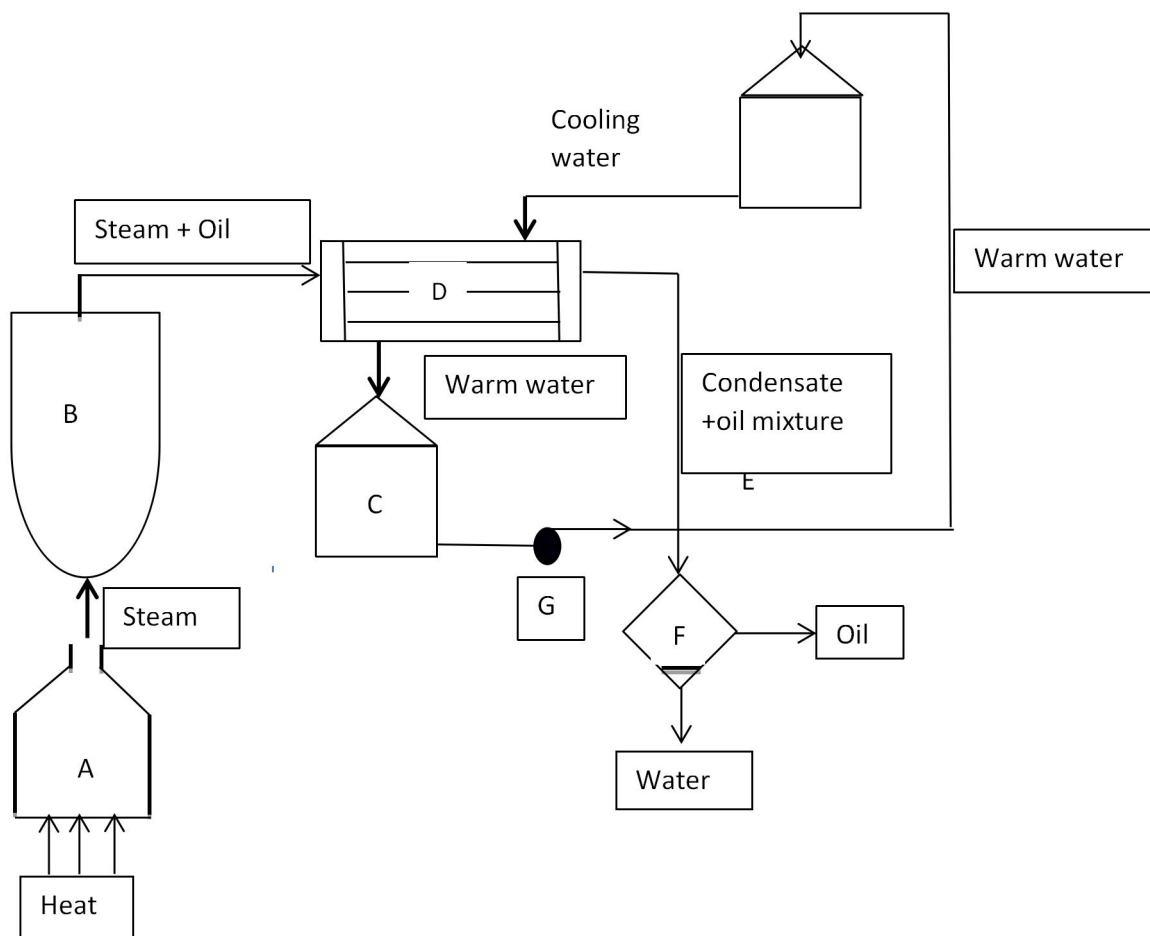 Cooling
water
Steam + Oil
Warm water
D
Warm water
Condensate
+oil mixture
B
E
C
G
Steam
F
Oil
A
Water
Heat